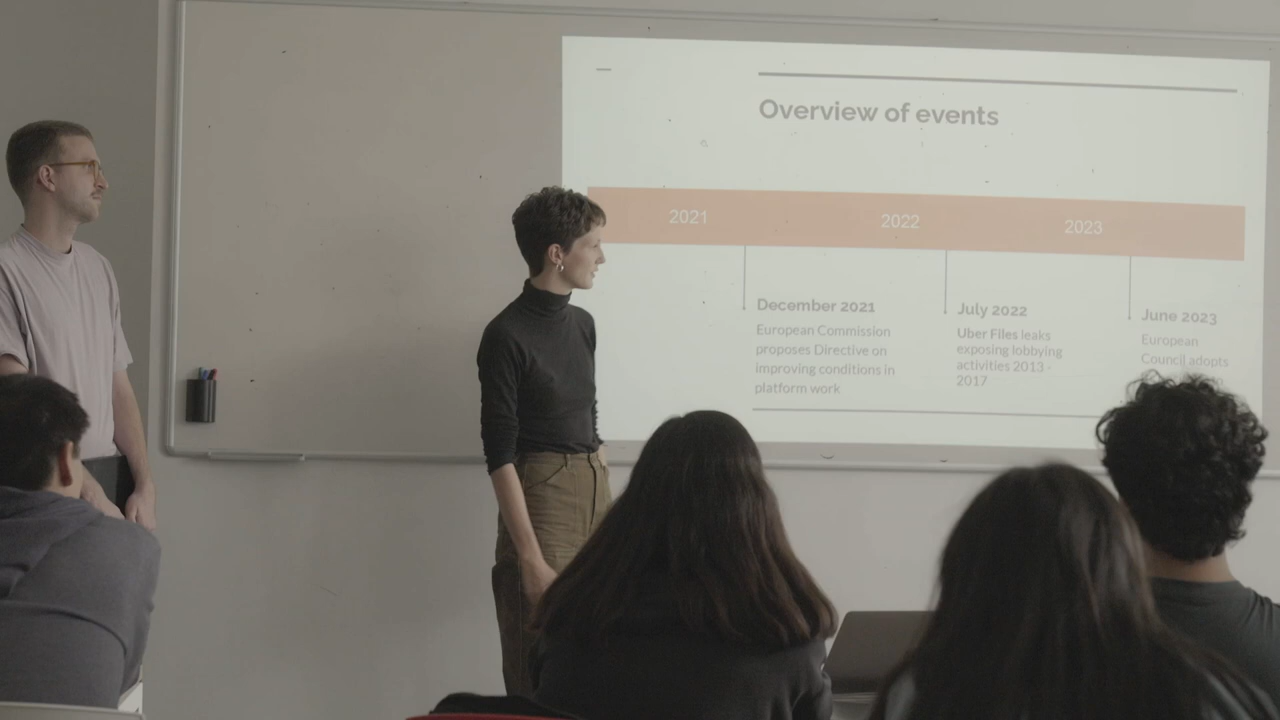 Overview of events
2021 2022 2023
December 2021
European Commission
proposes Directive on
improving conditions in
platform work
July 2022
Uber Files leaks
exposing lobbying
activities 2013 -
2017
June 2023
European
Council adopts